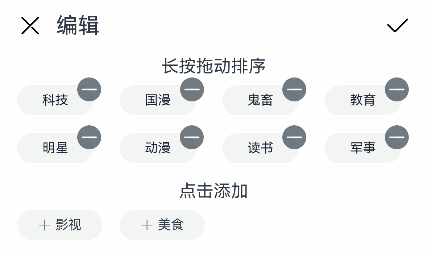 编辑
长按拖动排序
科技 国漫 鬼畜 教育
明星 动漫 读书 军事
点击添加
+ 影视 + 美食